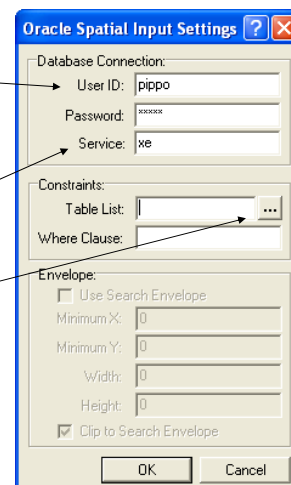 Oracle Spatial Input Settings
Database Connection:
User ID: pippo
Password: *****
Service: xe
Constraints:
Table List: ...
Where Clause:
Envelope:
Use Search Envelope
Minimum X: 0
Minimum Y: 0
Width: 0
Height: 0
Clip to Search Envelope
OK Cancel